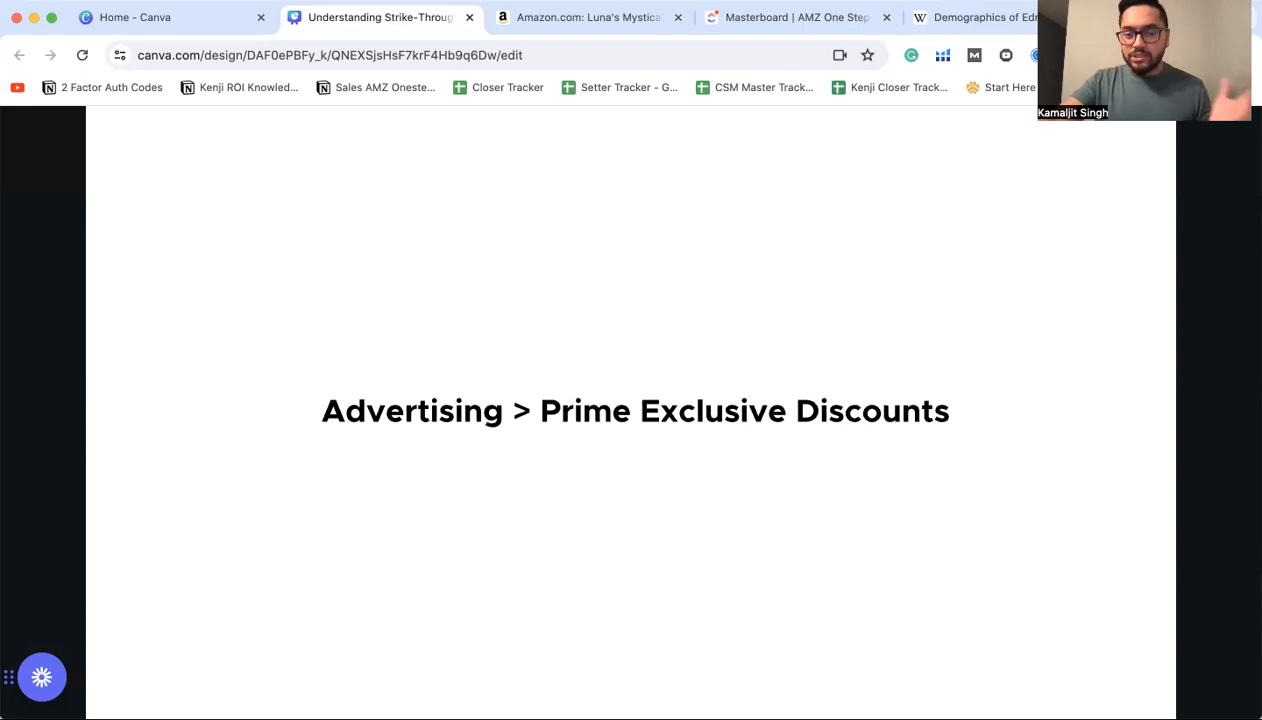 Home - Canva
Understanding Strike-Throug
Amazon.com: Luna's Mystical
Masterboard | AMZ One Step
Demographics of Edm
canva.com/design/DAF0ePBFy_k/QNEXSjsHsF7krF4Hb9q6Dw/edit
2 Factor Auth Codes
Kenji ROI Knowled...
Sales AMZ Oneste...
Closer Tracker
Setter Tracker - G...
CSM Master Track...
Kenji Closer Track...
Start Here
Kamaljit Singh
Advertising > Prime Exclusive Discounts